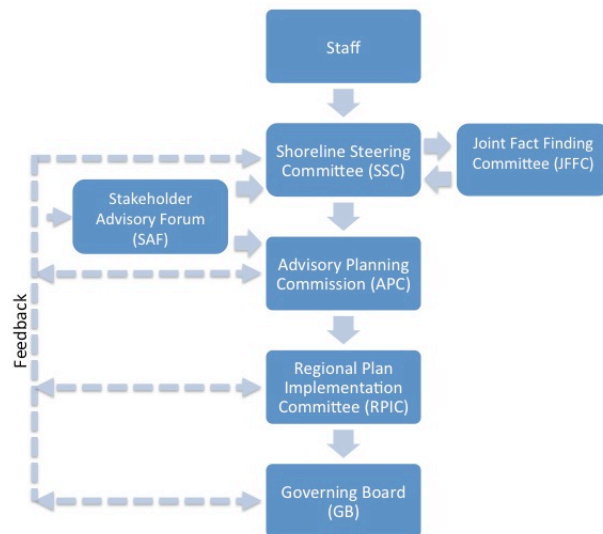 Staff
Shoreline Steering
Committee (SSC)
Joint Fact Finding
Committee (JFFC)
Stakeholder
Advisory Forum
(SAF)
Advisory Planning
Commission (APC)
Feedback
Regional Plan
Implementation
Committee (RPIC)
Governing Board
(GB)